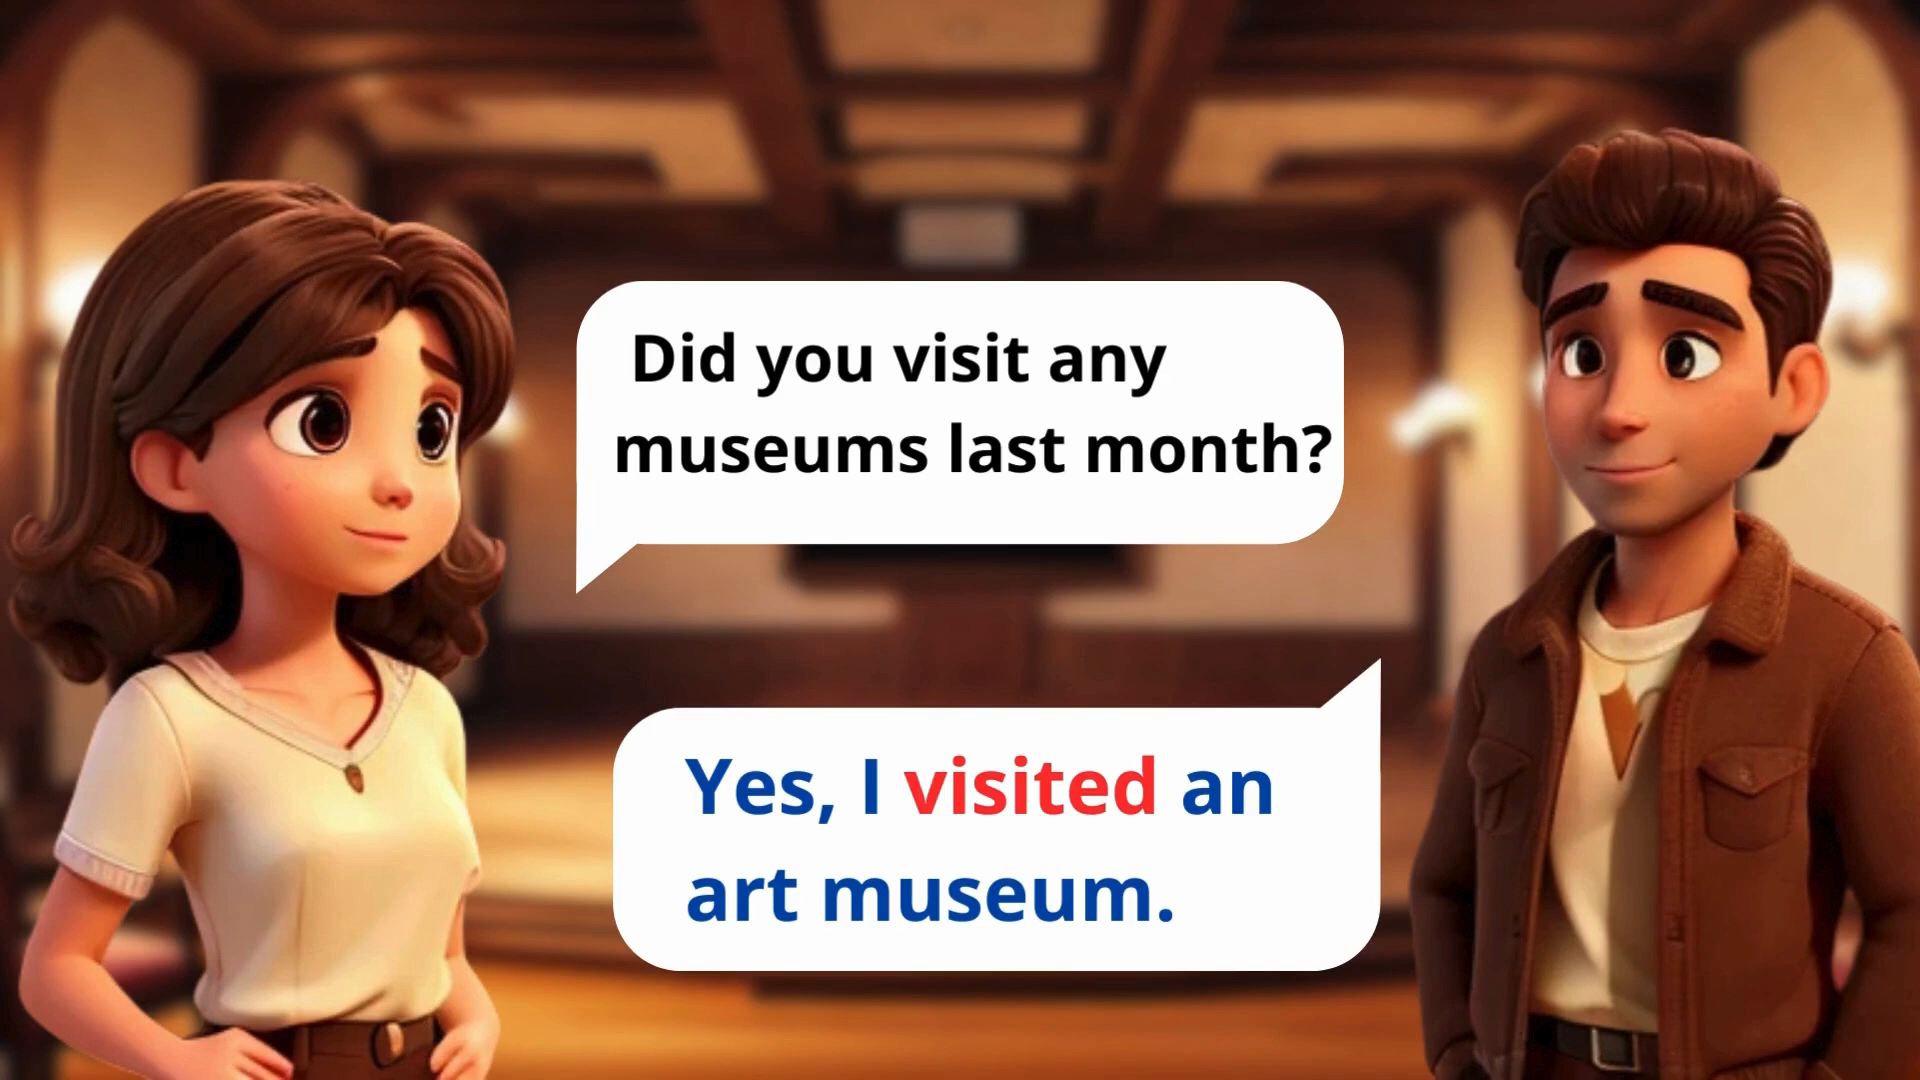 Did you visit any
museums last month?
Yes, I visited an
art museum.